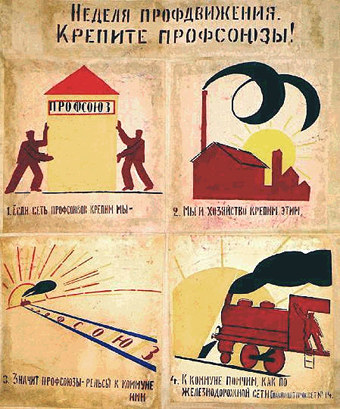 Неделя профдвижения.
Крепите профсоюзы!
ПРОФСОЮЗ
1. Если сеть профсоюзов крепим мы-
2. Мы и хозяйство крепим этим,
ПРОФСОЮЗ
3. Значит профсоюзы-рельсы к коммуне
ими
4. К коммуне помчим, как по
железнодорожной сети